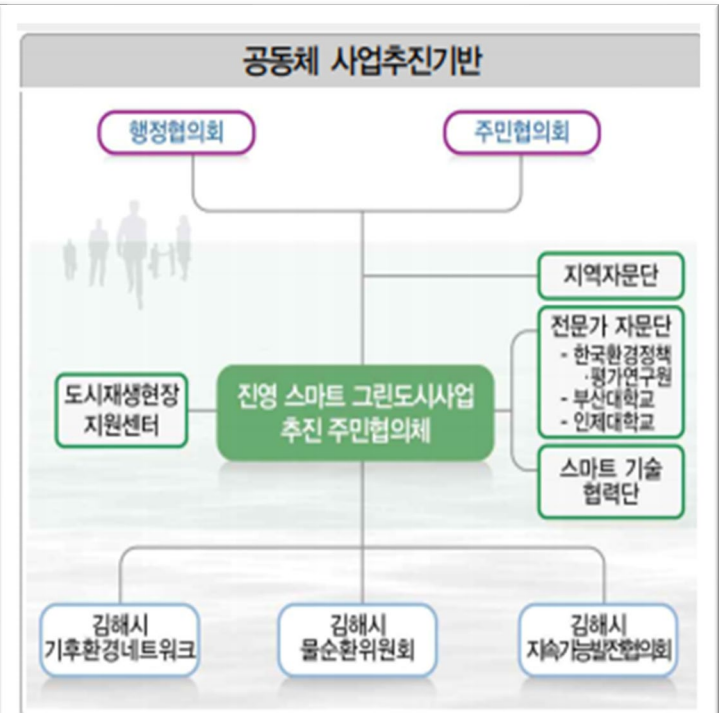 공동체 사업추진기반
행정협의회
주민협의회
지역자문단
전문가 자문단
- 한국환경정책
·평가연구원
- 부산대학교
- 인제대학교
도시재생현장
지원센터
진영 스마트 그린도시사업
추진 주민협의체
스마트 기술
협력단
김해시
기후환경네트워크
김해시
물순환위원회
김해시
지속가능발전협의회